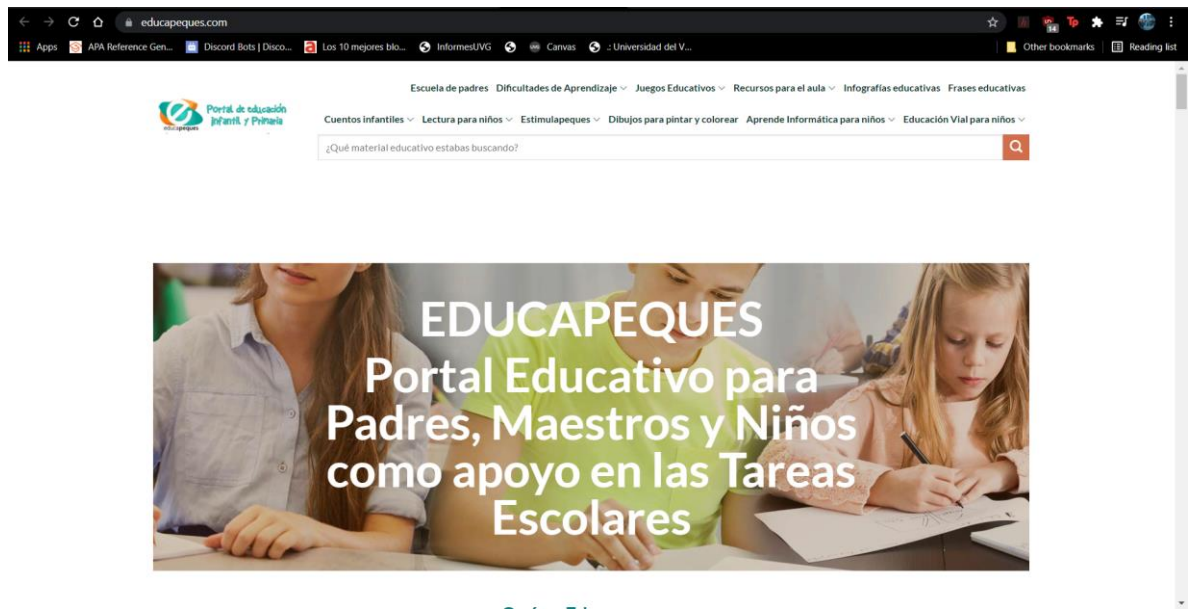 educapeques.com
14
Tp
Apps APA Reference Gen... Discord Bots | Disco... Los 10 mejores blo... InformesUVG Canvas .: Universidad del V... Other bookmarks Reading list
Escuela de padres Dificultades de Aprendizaje Juegos Educativos Recursos para el aula Infografías educativas Frases educativas
Portal de educación
Infantil y Primaria
educapeques
Cuentos infantiles Lectura para niños Estimulapeques Dibujos para pintar y colorear Aprende Informática para niños Educación Vial para niños
¿Qué material educativo estabas buscando?
EDUCAPEQUES
Portal Educativo para
Padres, Maestros y Niños
como apoyo en las Tareas
Escolares